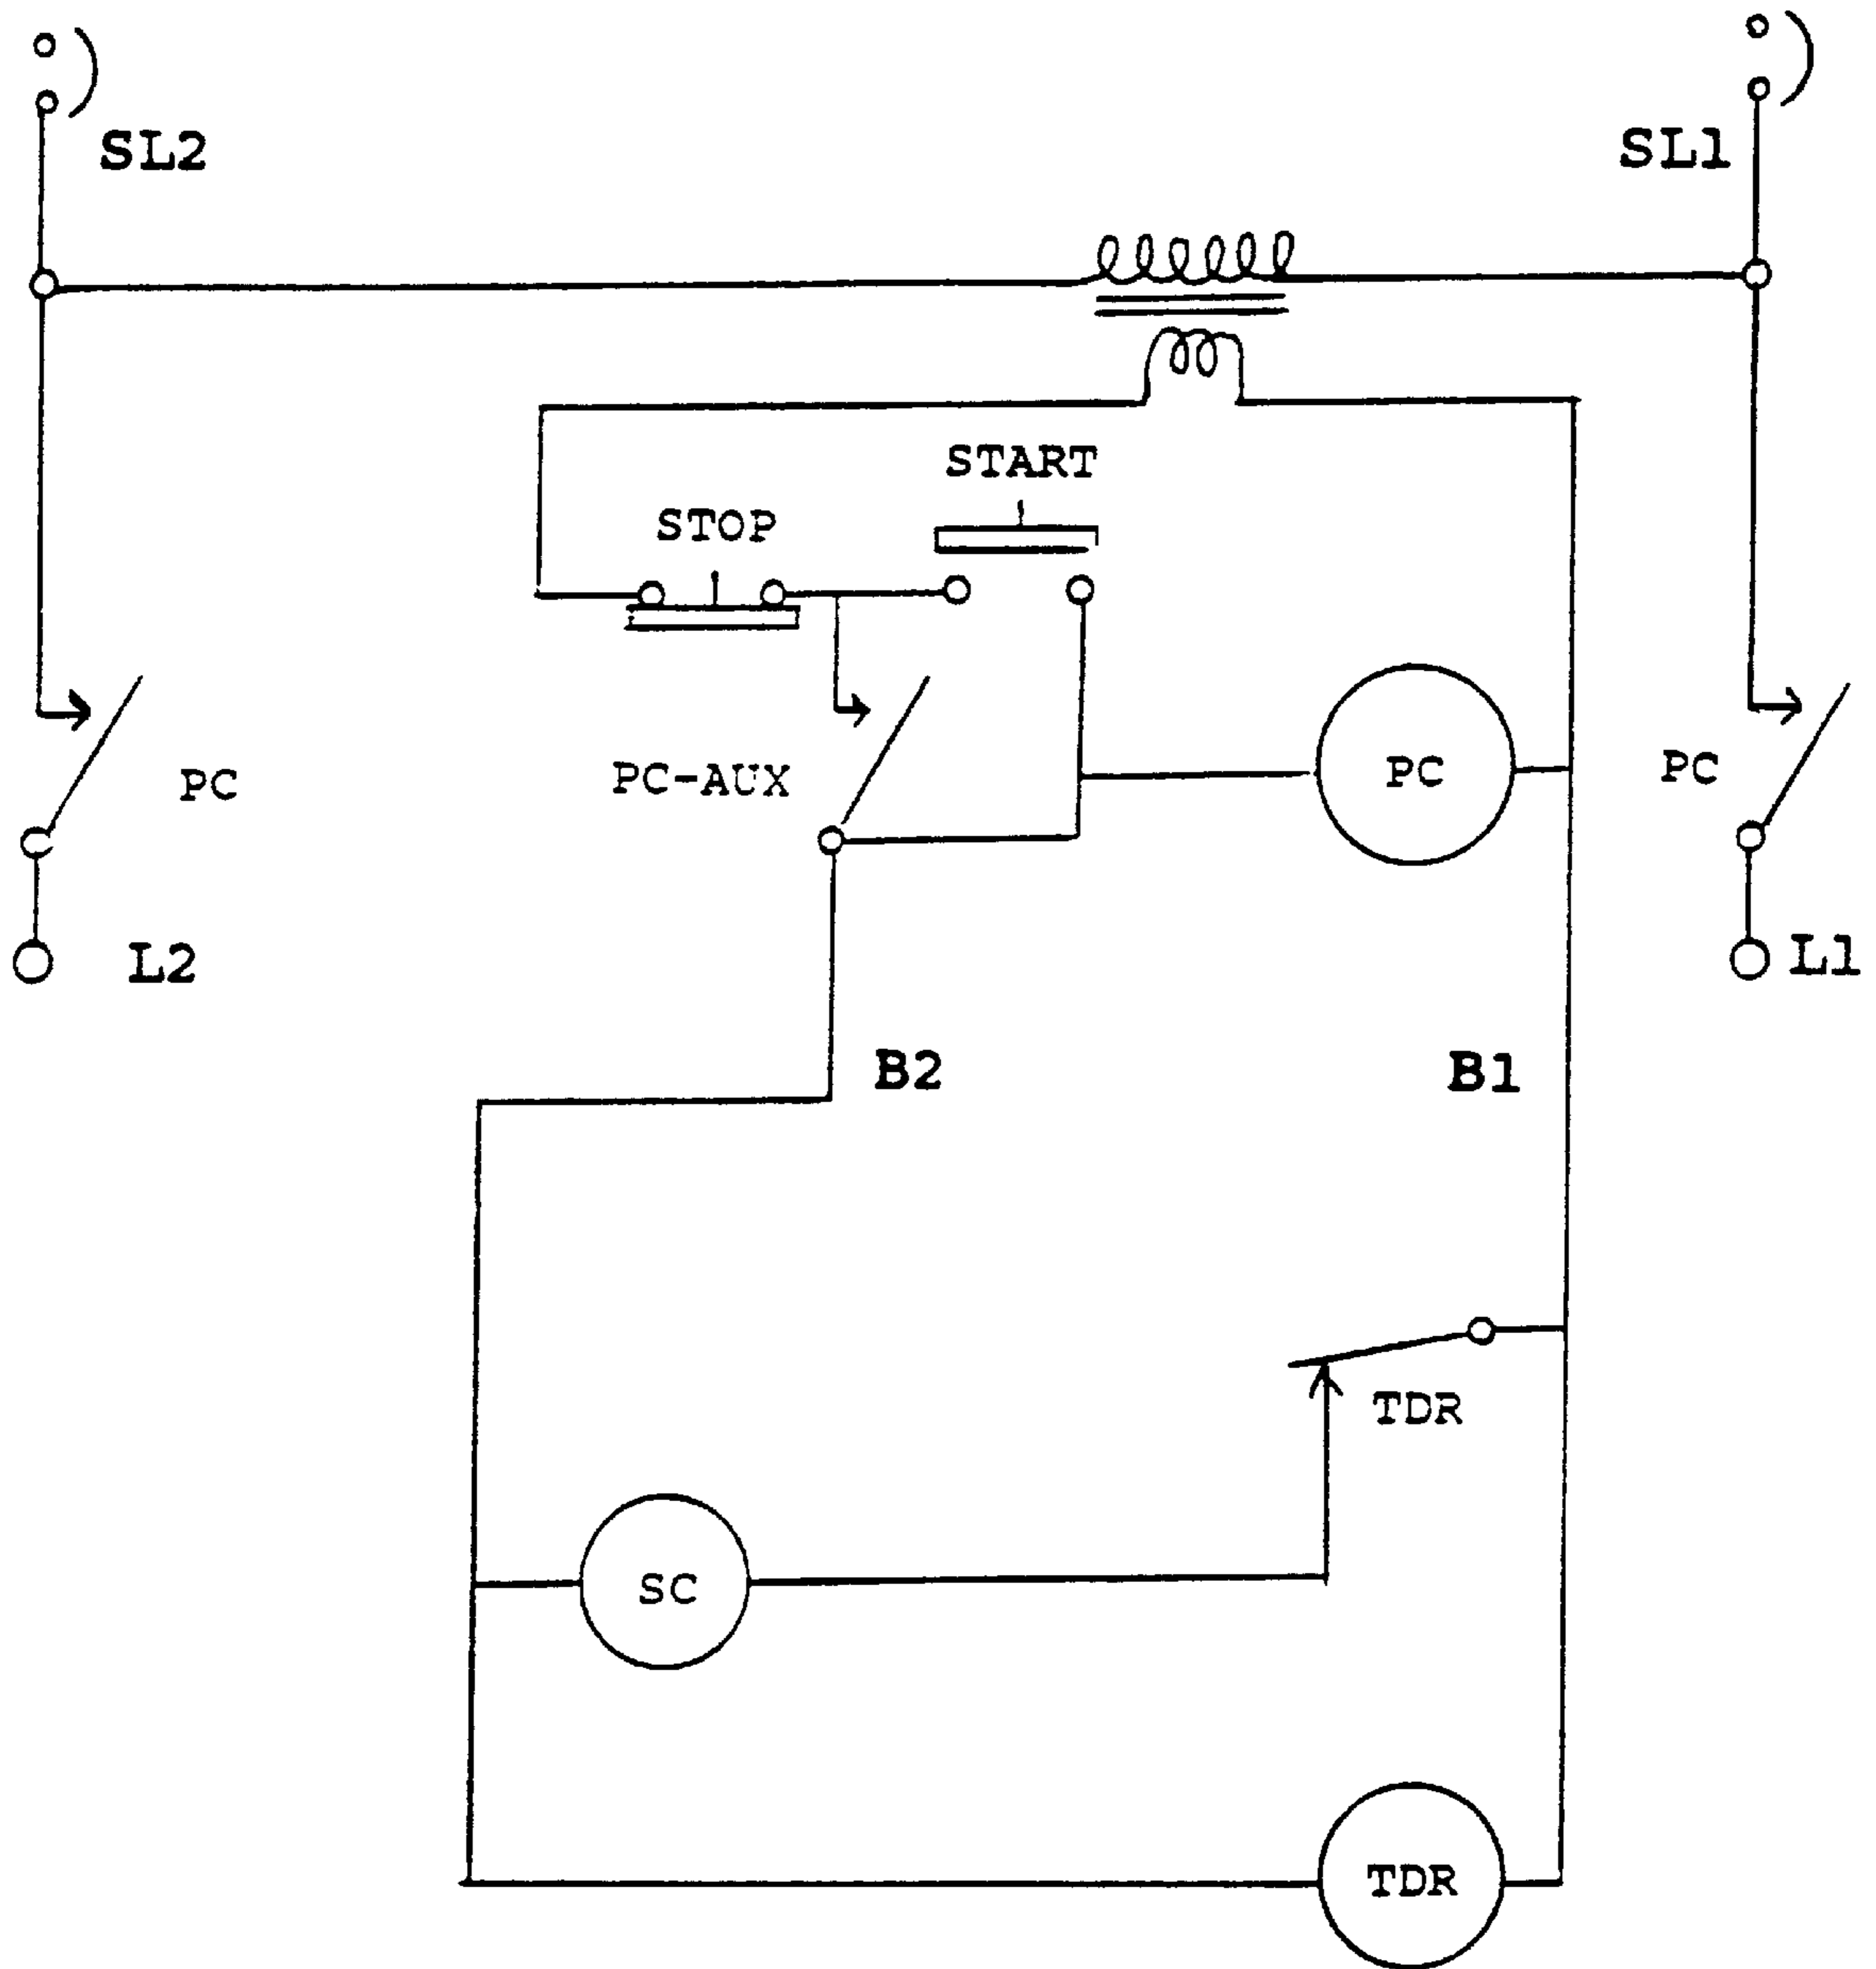 SL2
SL1
START
STOP
PC
PC-AUX
PC
PC
L2
L1
B2
B1
TDR
SC
TDR